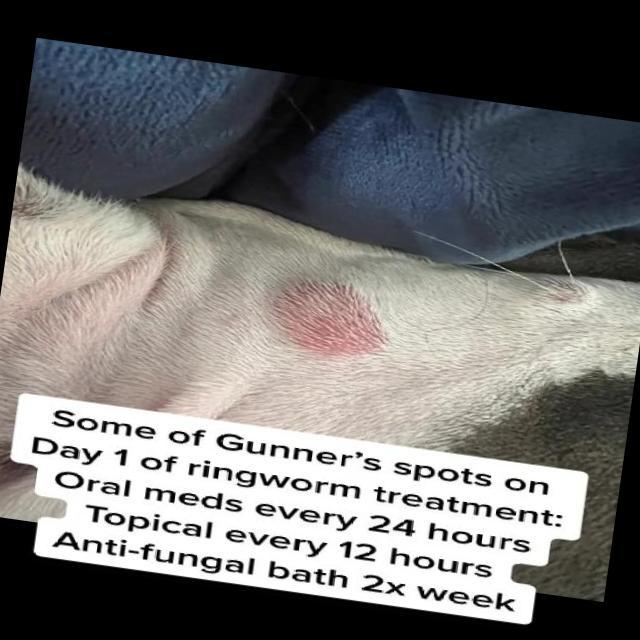 Some of Gunner's spots on
Day 1 of ringworm treatment:
Oral meds every 24 hours
Topical every 12 hours
Anti-fungal bath 2x week